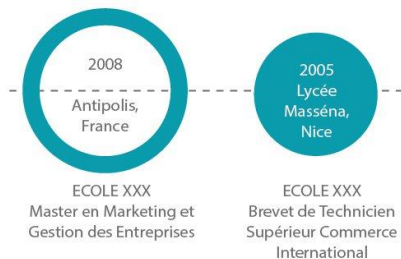 2008
Antipolis,
France
ECOLE XXX
Master en Marketing et
Gestion des Entreprises
2005
Lycée
Masséna,
Nice
ECOLE XXX
Brevet de Technicien
Supérieur Commerce
International